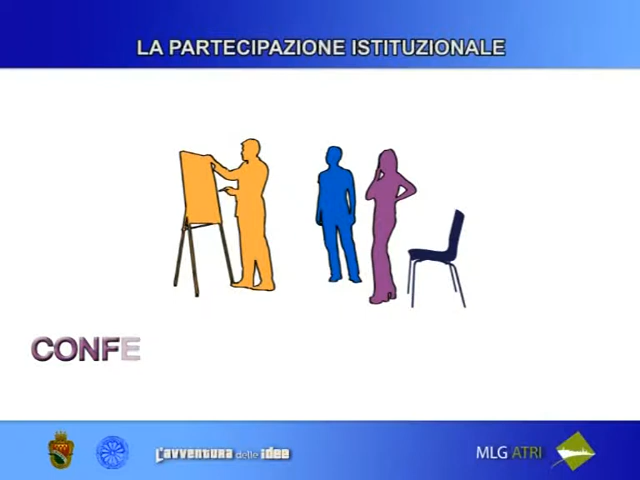 LA PARTECIPAZIONE ISTITUZIONALE
CONFE
L'avventura delle idee
MLG ATRI